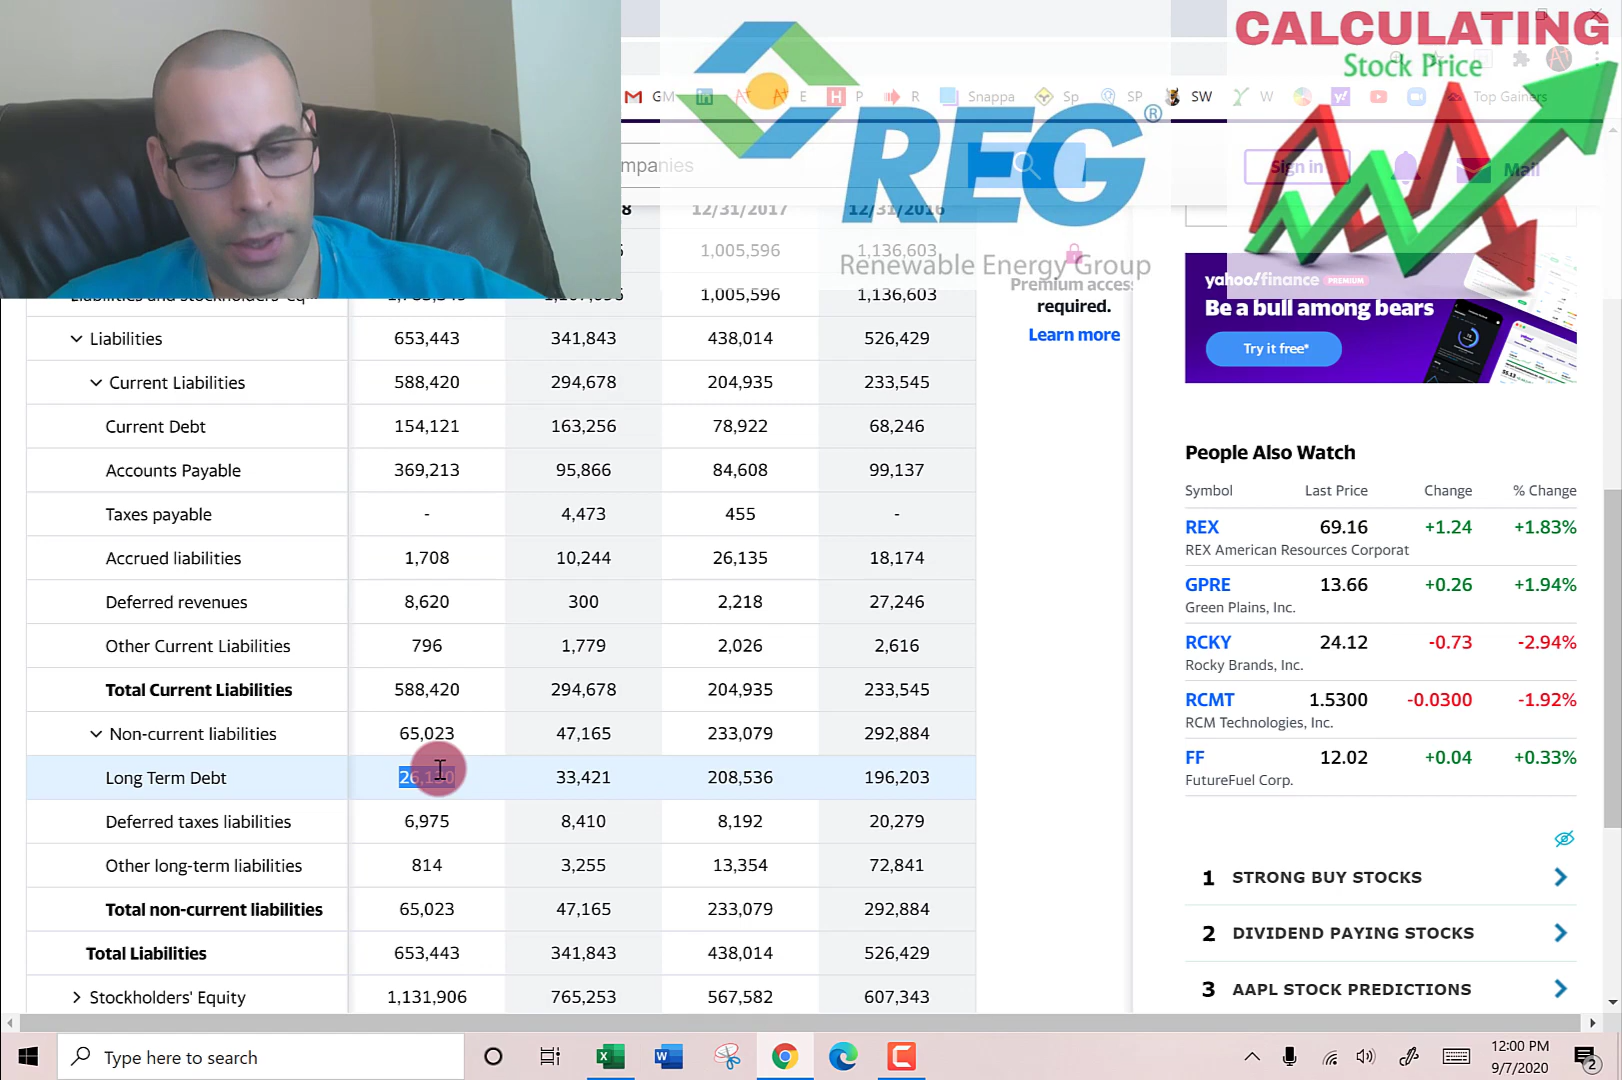 CALCULATING
Stock Price
GM
E
P
R
Snappa
Sp
SP
SW
W
Top Gainers
REG®
Renewable Energy Group
mpanies
Sign in
Mail
8 12/31/2017 12/31/2016
1,005,596 1,136,603
1,005,596 1,136,603
Premium access
required.
Learn more
yahoo!finance PREMIUM
Be a bull among bears
Try it free*
Liabilities 653,443 341,843 438,014 526,429
Current Liabilities 588,420 294,678 204,935 233,545
Current Debt 154,121 163,256 78,922 68,246
Accounts Payable 369,213 95,866 84,608 99,137
Taxes payable - 4,473 455 -
Accrued liabilities 1,708 10,244 26,135 18,174
Deferred revenues 8,620 300 2,218 27,246
Other Current Liabilities 796 1,779 2,026 2,616
Total Current Liabilities 588,420 294,678 204,935 233,545
Non-current liabilities 65,023 47,165 233,079 292,884
Long Term Debt 33,421 208,536 196,203
Deferred taxes liabilities 6,975 8,410 8,192 20,279
Other long-term liabilities 814 3,255 13,354 72,841
Total non-current liabilities 65,023 47,165 233,079 292,884
Total Liabilities 653,443 341,843 438,014 526,429
Stockholders' Equity 1,131,906 765,253 567,582 607,343
People Also Watch
Symbol Last Price Change % Change
REX 69.16 +1.24 +1.83%
REX American Resources Corporat
GPRE 13.66 +0.26 +1.94%
Green Plains, Inc.
RCKY 24.12 -0.73 -2.94%
Rocky Brands, Inc.
RCMT 1.5300 -0.0300 -1.92%
RCM Technologies, Inc.
FF 12.02 +0.04 +0.33%
FutureFuel Corp.
1 STRONG BUY STOCKS
2 DIVIDEND PAYING STOCKS
3 AAPL STOCK PREDICTIONS
Type here to search
12:00 PM
9/7/2020
2